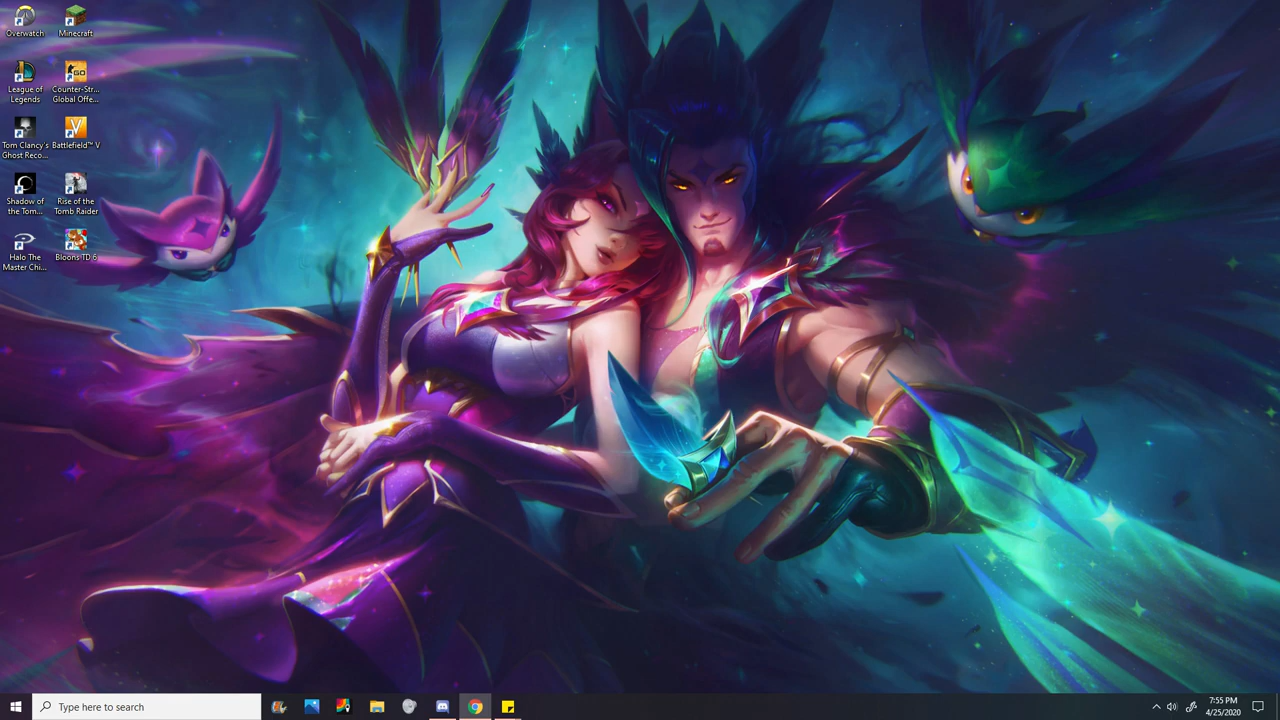 Overwatch
Minecraft
League of
Legends
Counter-Str...
Global Offe...
Tom Clancy's
Ghost Reco...
Battlefield™ V
Shadow of
the Tom...
Rise of the
Tomb Raider
Halo The
Master Chi...
Bloons TD 6
Type here to search
7:55 PM
4/25/2020